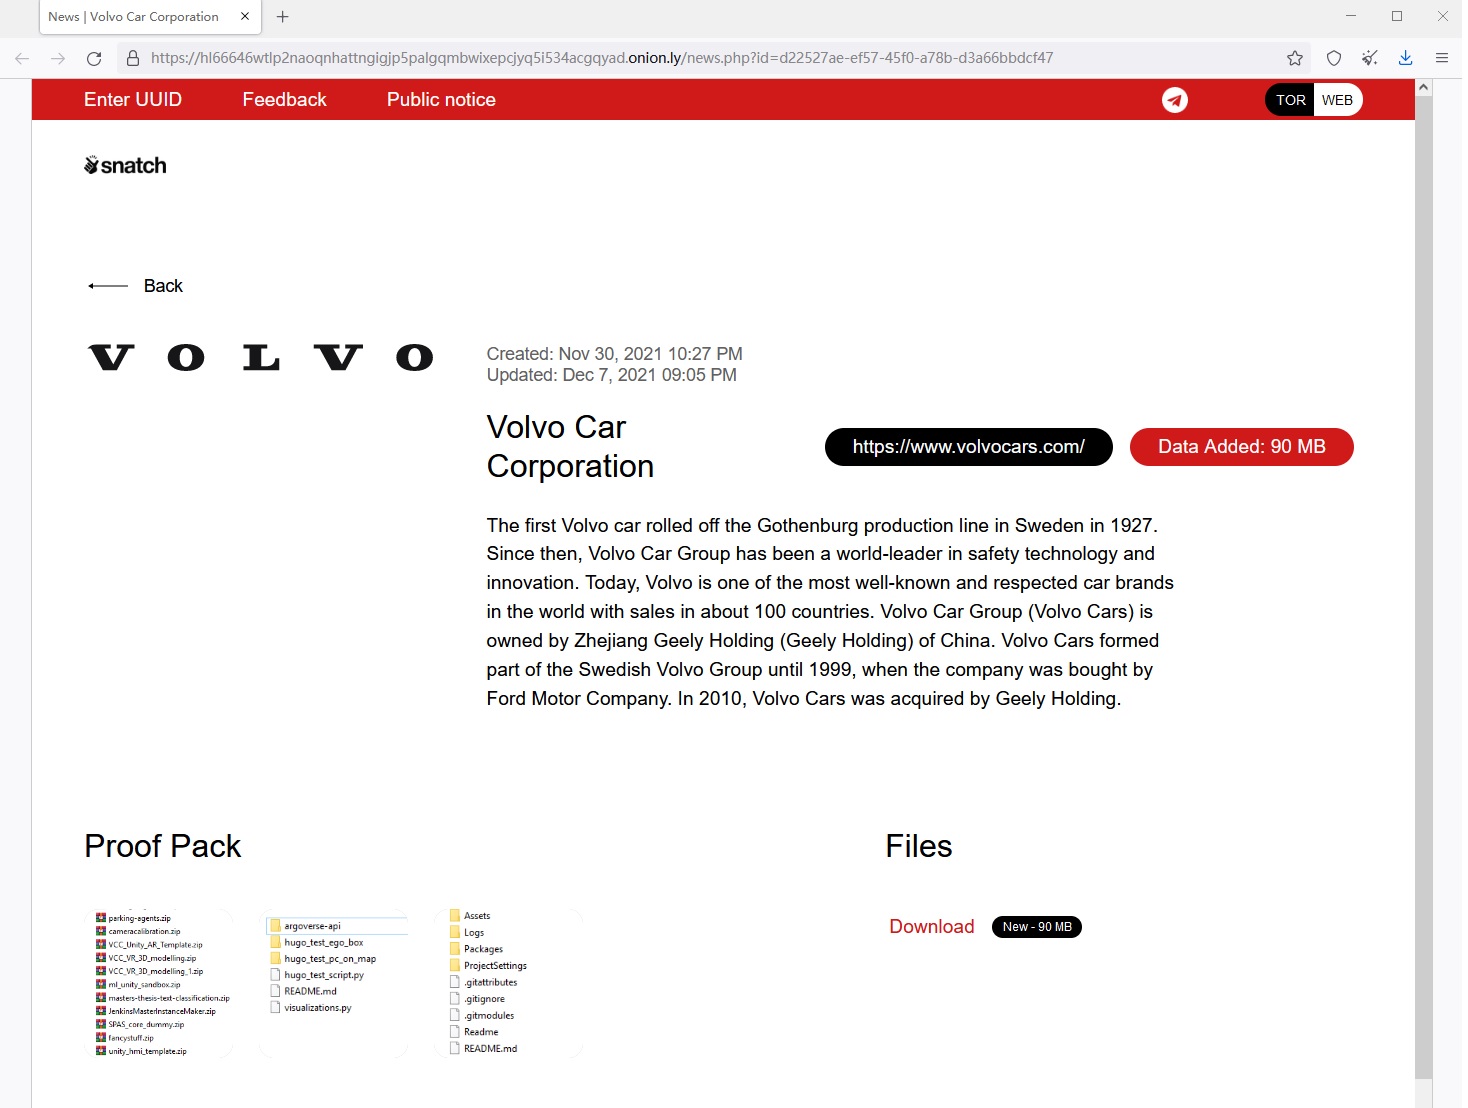 News | Volvo Car Corporation
https://hl66646wtlp2naoqnhattngigjp5palgqmbwixepcjyq5i534acgqyad.onion.ly/news.php?id=d22527ae-ef57-45f0-a78b-d3a66bbdcf47
Enter UUID Feedback Public notice TOR WEB
snatch
Back
VOLVO
Created: Nov 30, 2021 10:27 PM
Updated: Dec 7, 2021 09:05 PM
Volvo Car
Corporation
https://www.volvocars.com/ Data Added: 90 MB
The first Volvo car rolled off the Gothenburg production line in Sweden in 1927.
Since then, Volvo Car Group has been a world-leader in safety technology and
innovation. Today, Volvo is one of the most well-known and respected car brands
in the world with sales in about 100 countries. Volvo Car Group (Volvo Cars) is
owned by Zhejiang Geely Holding (Geely Holding) of China. Volvo Cars formed
part of the Swedish Volvo Group until 1999, when the company was bought by
Ford Motor Company. In 2010, Volvo Cars was acquired by Geely Holding.
Proof Pack
parking-agents.zip
cameracalibration.zip
VCC_Unity_AR_Template.zip
VCC_VR_3D_modelling.zip
VCC_VR_3D_modelling_1.zip
ml_unity_sandbox.zip
masters-thesis-text-classification.zip
JenkinsMasterInstanceMaker.zip
SPAS_core_dummy.zip
fancystuff.zip
unity_hmi_template.zip
argoverse-api
hugo_test_ego_box
hugo_test_pc_on_map
hugo_test_script.py
README.md
visualizations.py
Assets
Logs
Packages
ProjectSettings
.gitattributes
.gitignore
.gitmodules
Readme
README.md
Files
Download New - 90 MB